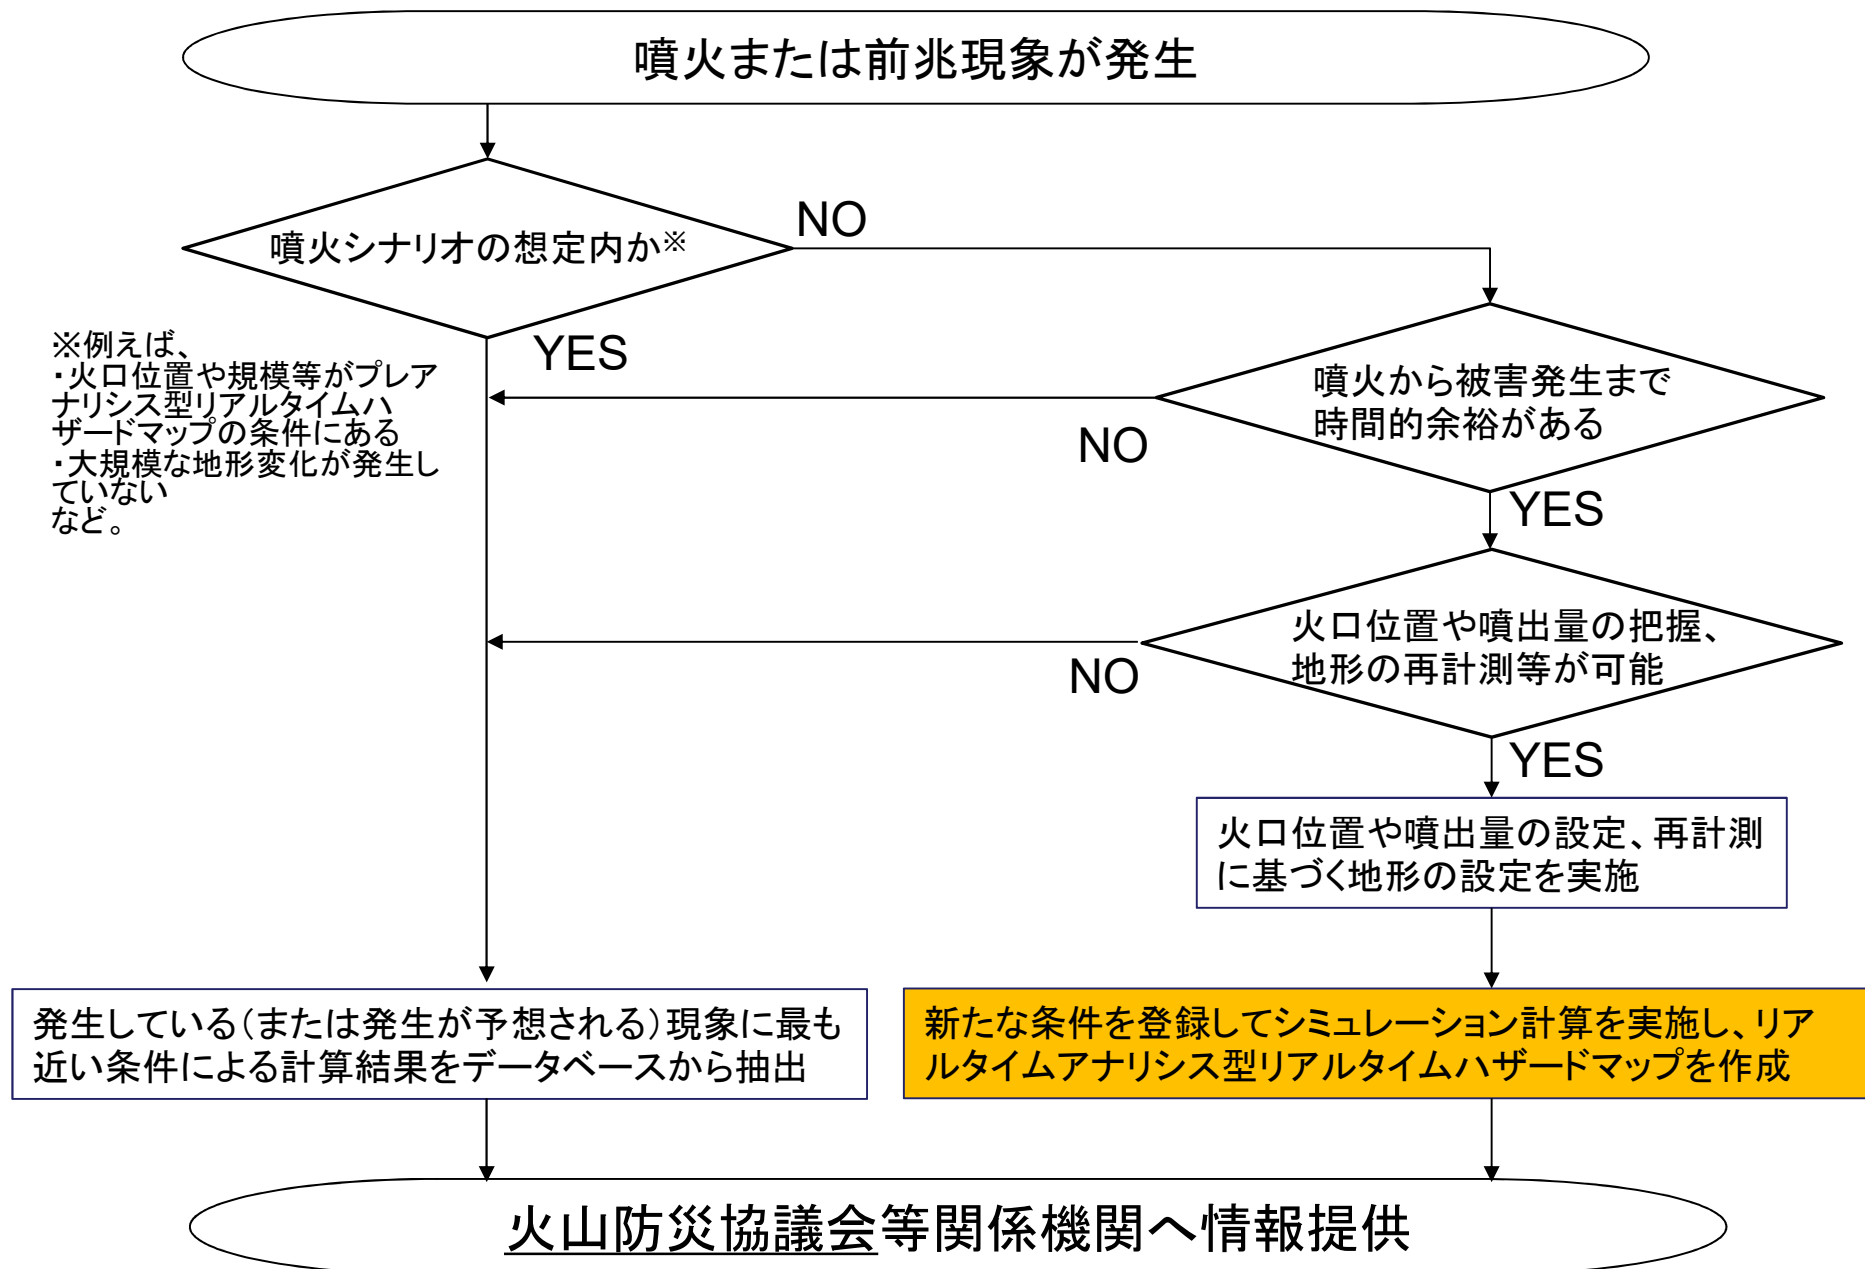 噴火または前兆現象が発生
噴火シナリオの想定内か※
NO
YES
※例えば、
・火口位置や規模等がプレア
ナリシス型リアルタイムハ
ザードマップの条件にある
・大規模な地形変化が発生し
ていない
など。
噴火から被害発生まで
時間的余裕がある
NO
YES
火口位置や噴出量の把握、
地形の再計測等が可能
NO
YES
火口位置や噴出量の設定、再計測
に基づく地形の設定を実施
発生している(または発生が予想される)現象に最も
近い条件による計算結果をデータベースから抽出
新たな条件を登録してシミュレーション計算を実施し、リア
ルタイムアナリシス型リアルタイムハザードマップを作成
火山防災協議会等関係機関へ情報提供